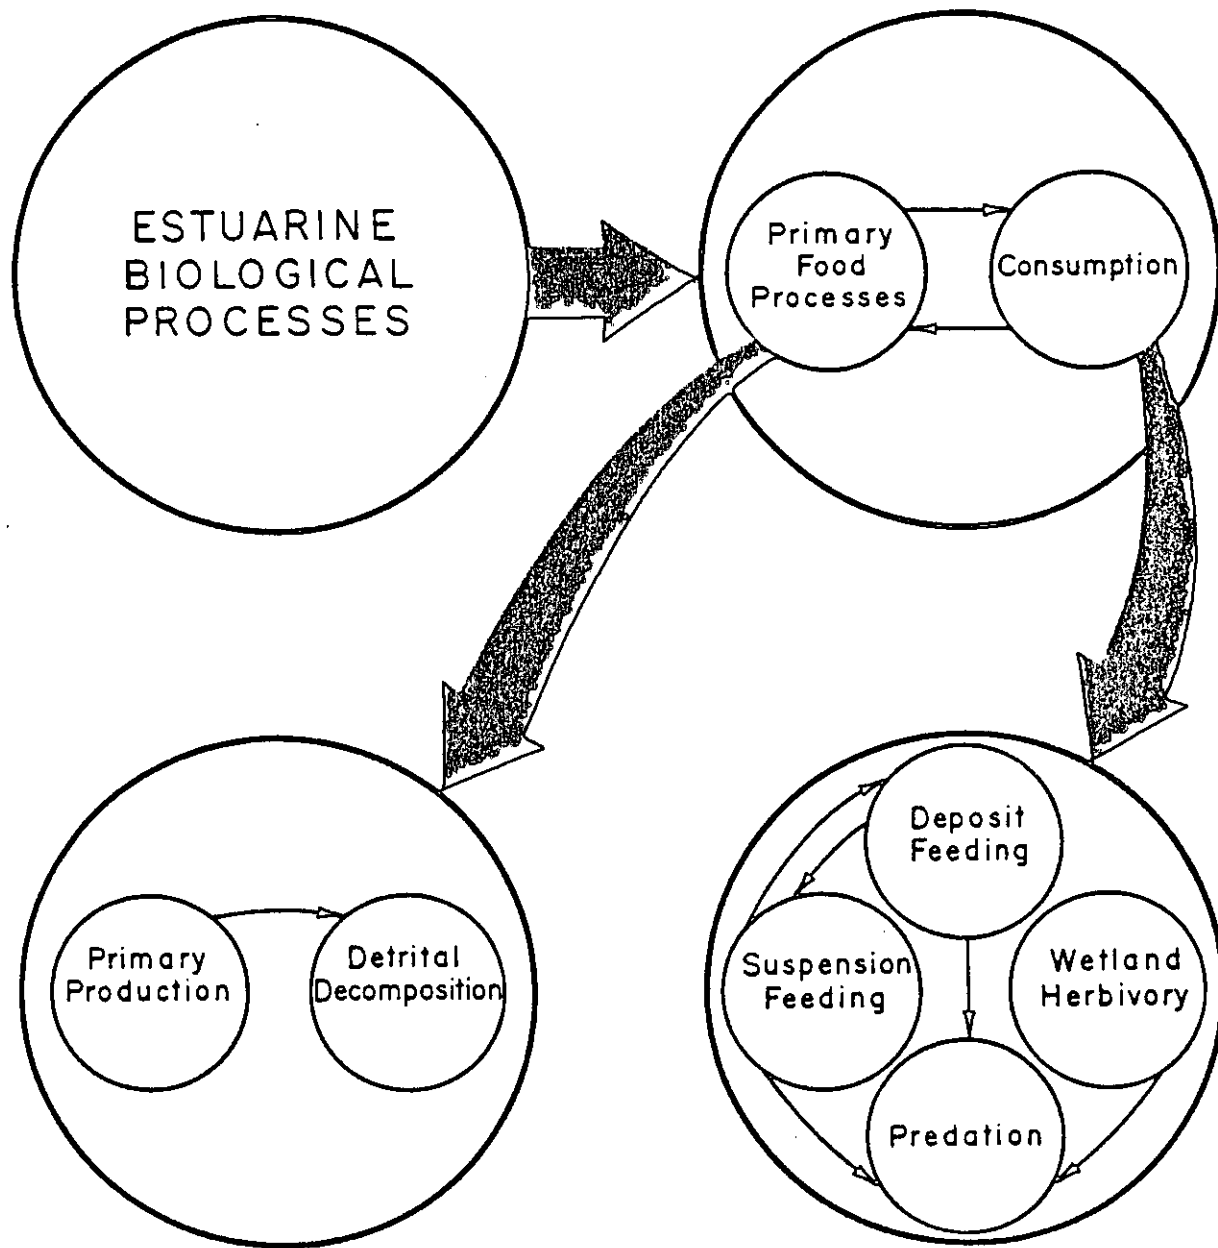 ESTUARINE
BIOLOGICAL
PROCESSES
Primary
Food
Processes
Consumption
Primary
Production
Detrital
Decomposition
Deposit
Feeding
Suspension
Feeding
Wetland
Herbivory
Predation